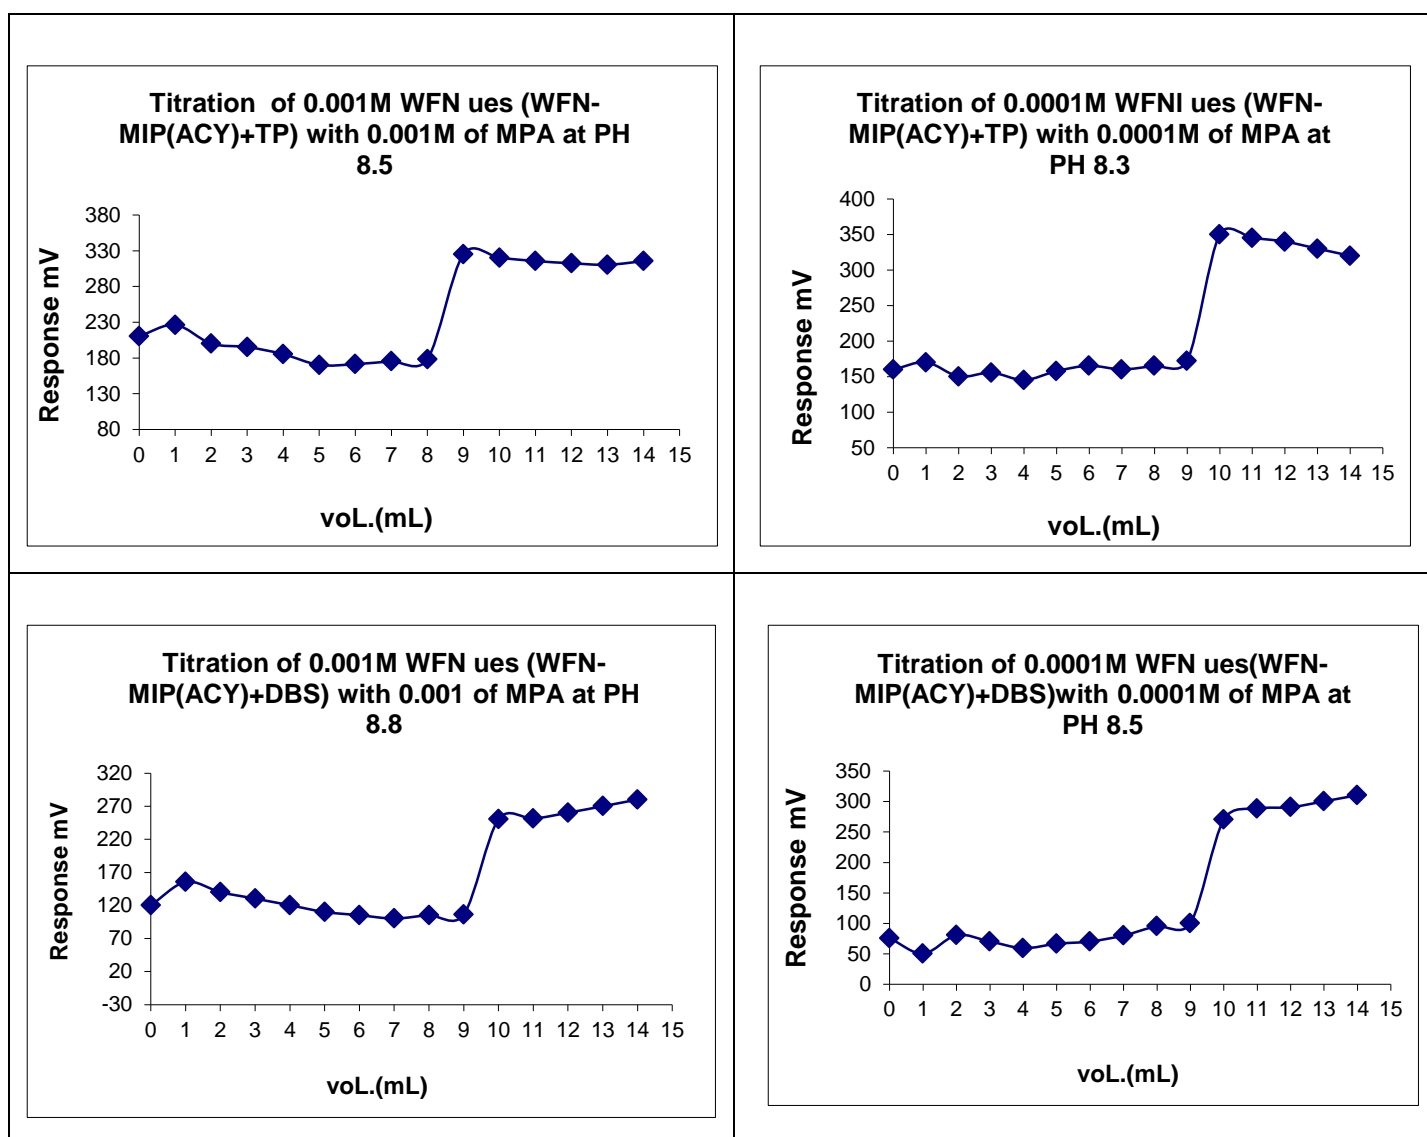 Titration of 0.001M WFN ues (WFN-
MIP(ACY)+TP) with 0.001M of MPA at PH
8.5
380
330
280
230
180
130
80
Response mV
0 1 2 3 4 5 6 7 8 9 10 11 12 13 14 15
voL.(mL)
Titration of 0.0001M WFNI ues (WFN-
MIP(ACY)+TP) with 0.0001M of MPA at
PH 8.3
400
350
300
250
200
150
100
50
Response mV
0 1 2 3 4 5 6 7 8 9 10 11 12 13 14 15
voL.(mL)
Titration of 0.001M WFN ues (WFN-
MIP(ACY)+DBS) with 0.001 of MPA at PH
8.8
320
270
220
170
120
70
20
-30
Response mV
0 1 2 3 4 5 6 7 8 9 10 11 12 13 14 15
voL.(mL)
Titration of 0.0001M WFN ues(WFN-
MIP(ACY)+DBS)with 0.0001M of MPA at
PH 8.5
350
300
250
200
150
100
50
0
Response mV
0 1 2 3 4 5 6 7 8 9 10 11 12 13 14 15
voL.(mL)